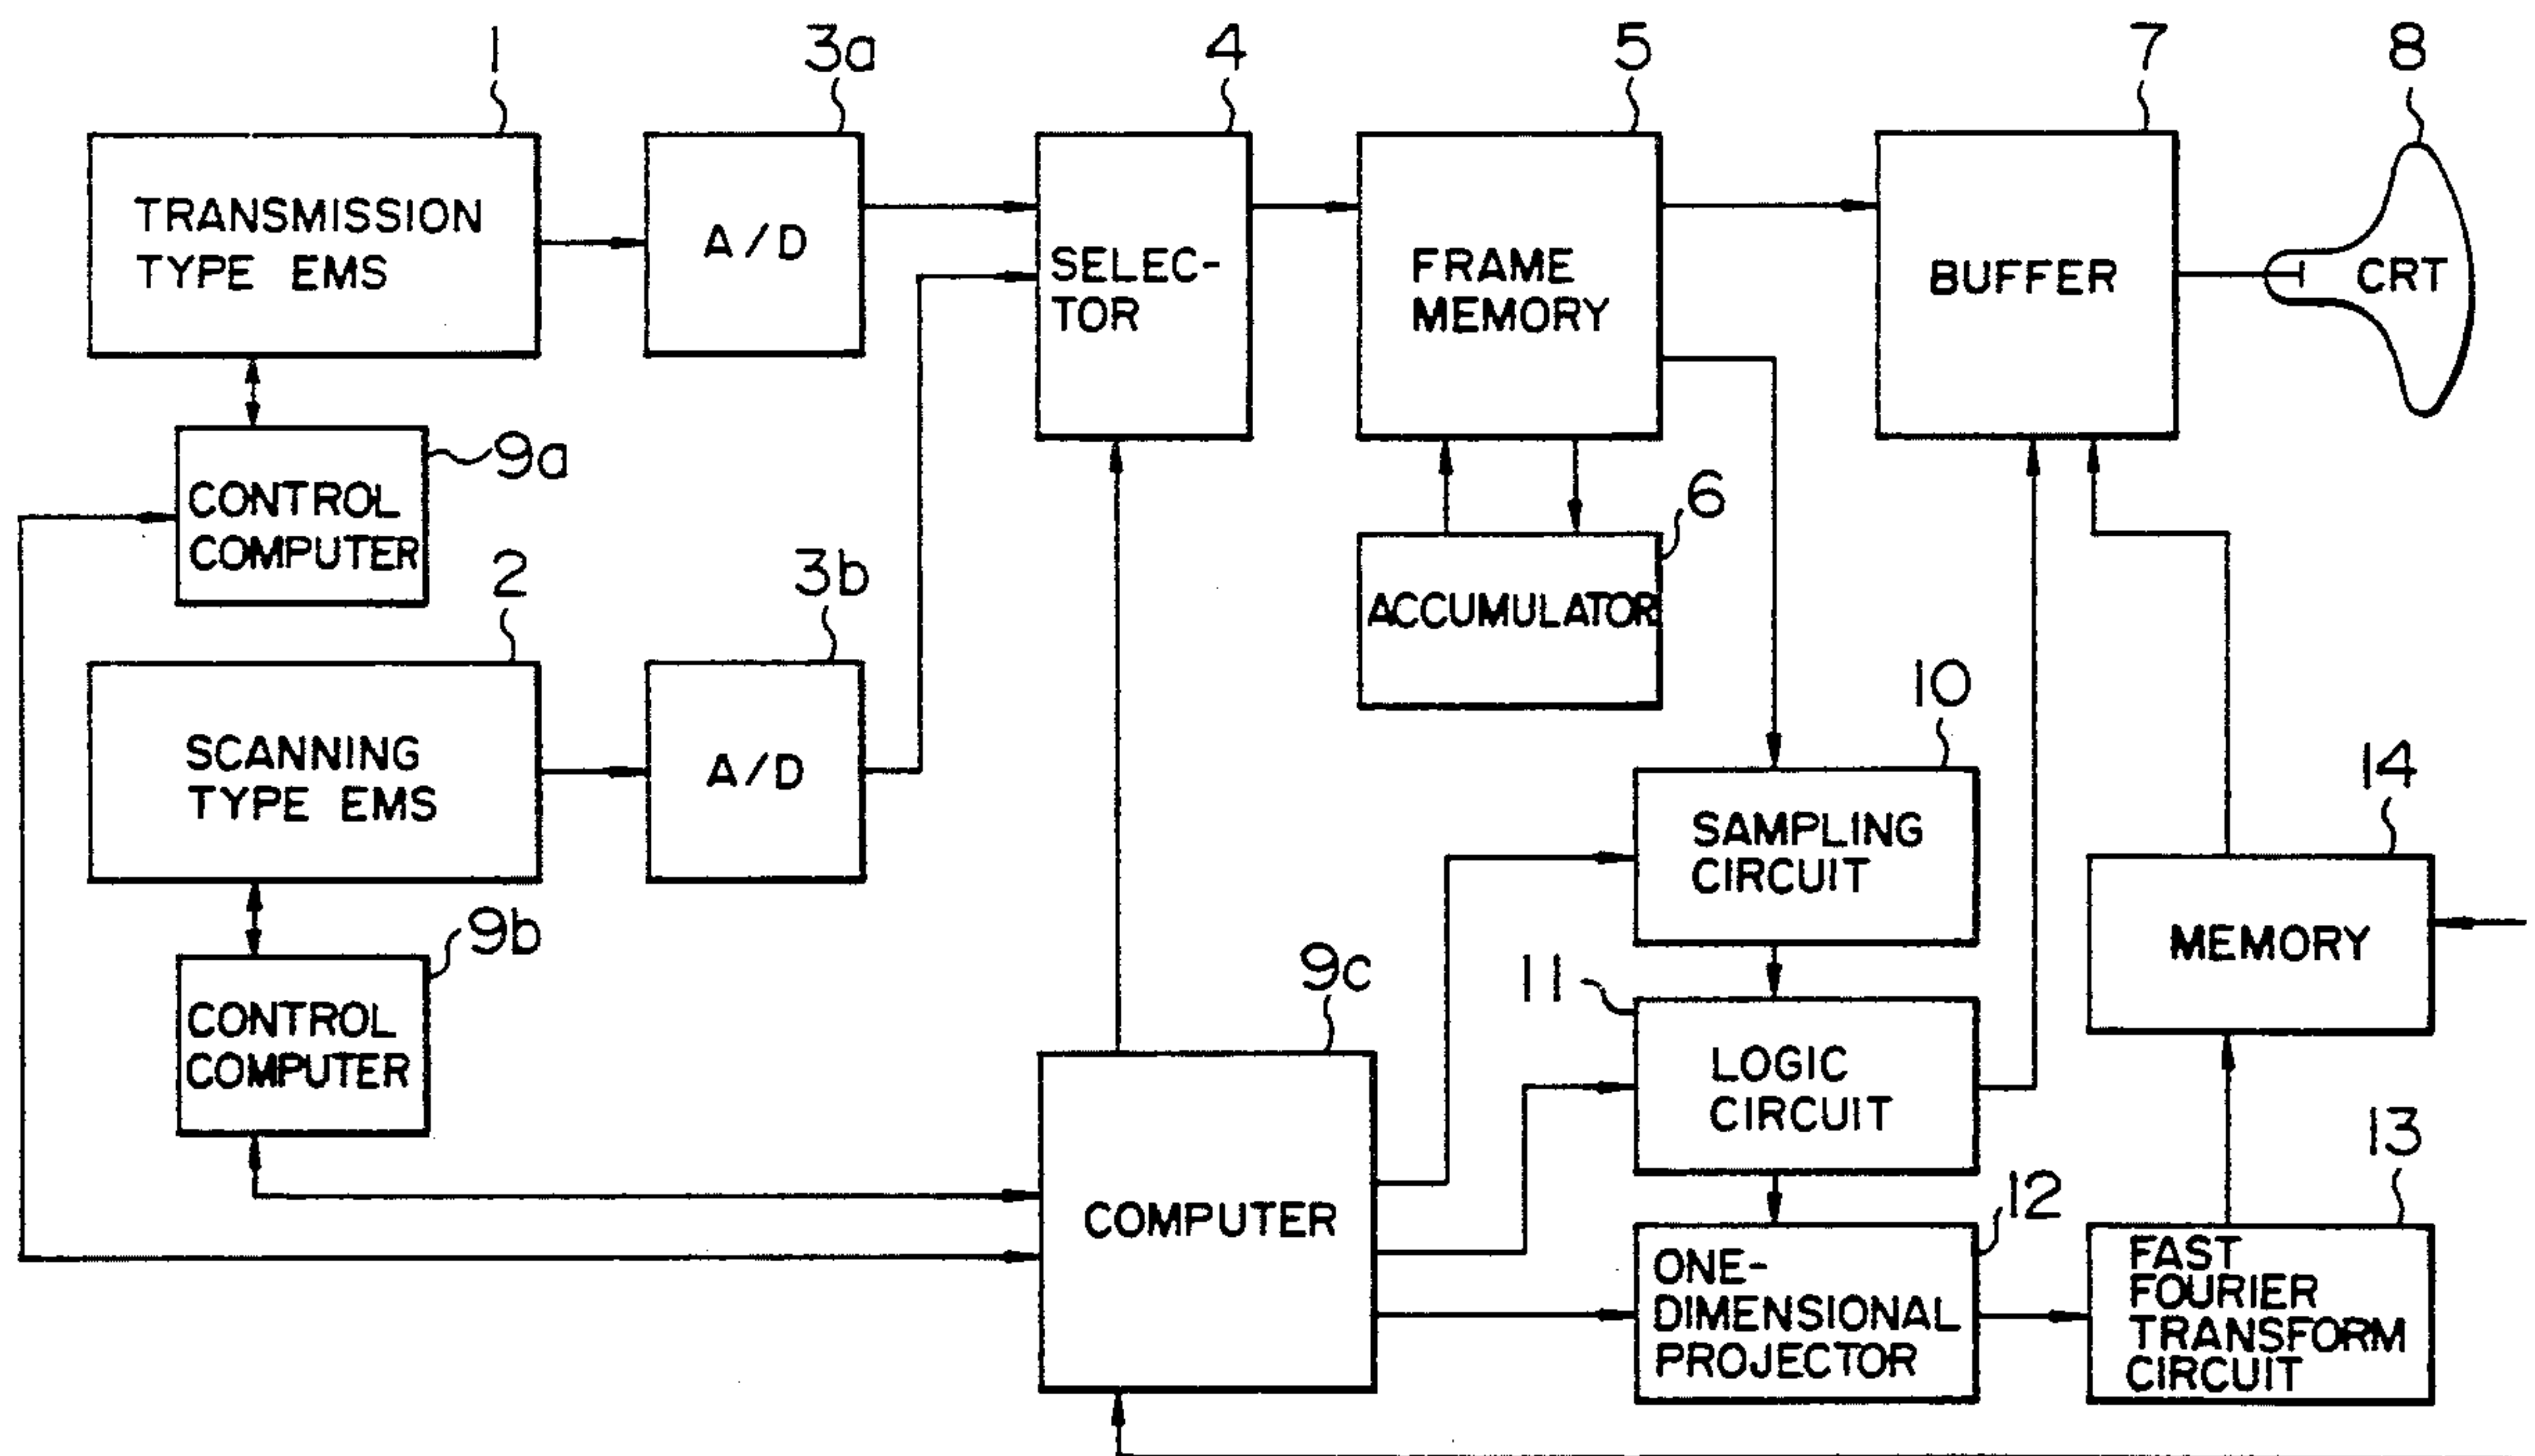 1
3a
4
5
7
8
TRANSMISSION
TYPE EMS
A/D
SELEC-
TOR
FRAME
MEMORY
BUFFER
CRT
9a
CONTROL
COMPUTER
6
ACCUMULATOR
2
3b
SCANNING
TYPE EMS
A/D
10
SAMPLING
CIRCUIT
14
MEMORY
9b
CONTROL
COMPUTER
9c
COMPUTER
11
LOGIC
CIRCUIT
12
ONE-
DIMENSIONAL
PROJECTOR
13
FAST
FOURIER
TRANSFORM
CIRCUIT